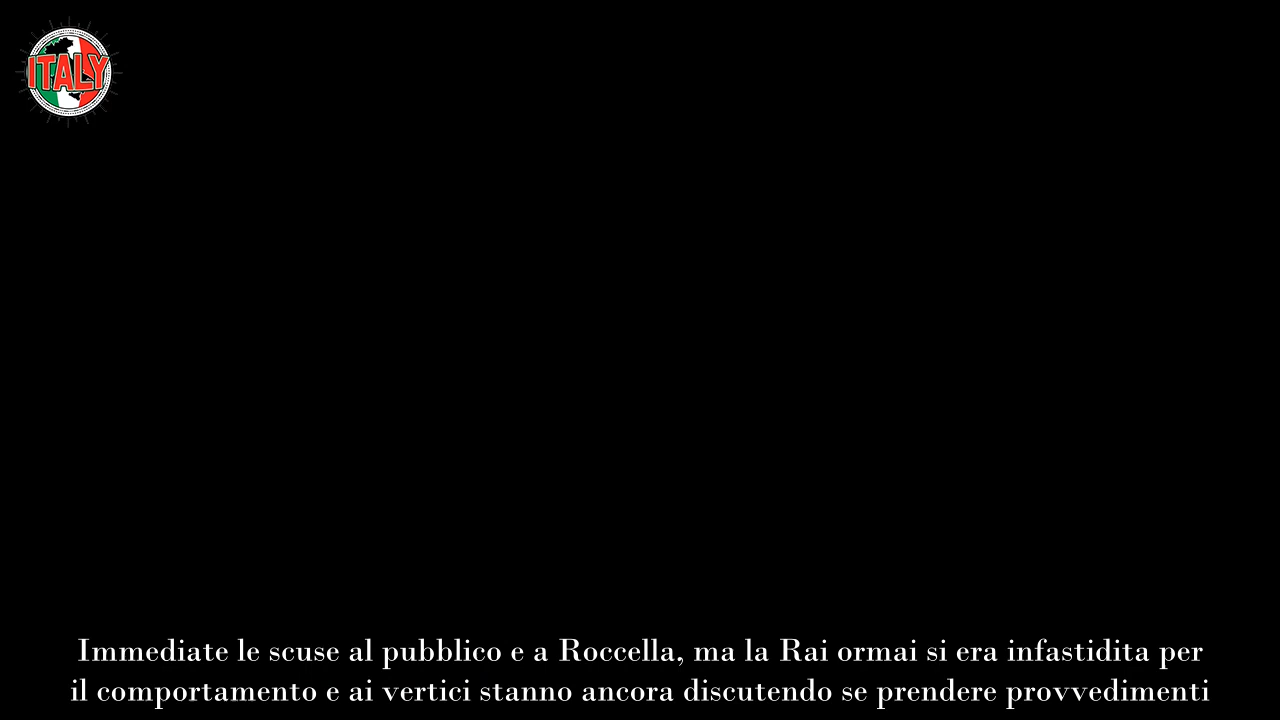 ITALY
Immediate le scuse al pubblico e a Roccella, ma la Rai ormai si era infastidita per
il comportamento e ai vertici stanno ancora discutendo se prendere provvedimenti